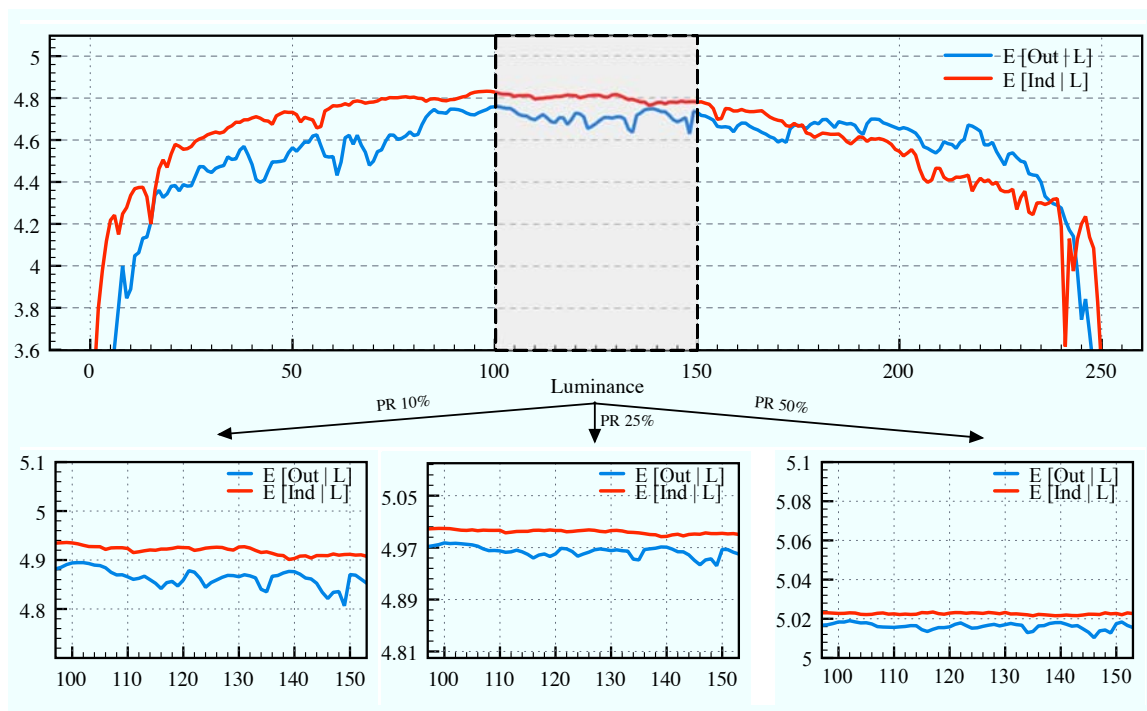 5
4.8
4.6
4.4
4.2
4
3.8
3.6
E [Out | L]
E [Ind | L]
0 50 100 150 200 250
Luminance
PR 10%
PR 25%
PR 50%
5.1
5
4.9
4.8
E [Out | L]
E [Ind | L]
100 110 120 130 140 150
5.05
4.97
4.89
4.81
E [Out | L]
E [Ind | L]
100 110 120 130 140 150
5.1
5.08
5.06
5.04
5.02
5
E [Out | L]
E [Ind | L]
100 110 120 130 140 150